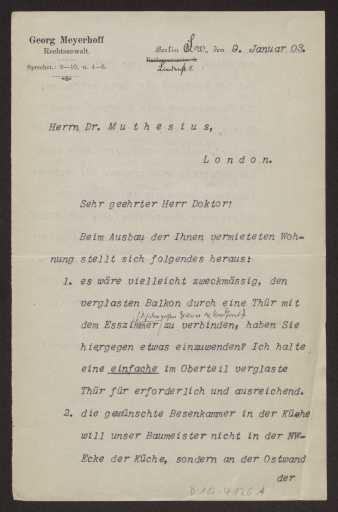 Georg Meyerhoff
Rechtsanwalt.
Sprechst.: 9–10, u. 4–6.
Berlin SW, den 9. Januar 03.
Lindenstr. 8
Herrn Dr. Muthesius,
London.
Sehr geehrter Herr Doktor!
Beim Ausbau der Ihnen vermieteten Woh-
nung stellt sich folgendes heraus:
1. es wäre vielleicht zweckmässig, den
verglasten Balkon durch eine Thür mit
dem Esszimmer zu verbinden, haben Sie
hiergegen etwas einzuwenden? Ich halte
eine einfache im Oberteil verglaste
Thür für erforderlich und ausreichend.
2. die gewünschte Besenkammer in der Küche
will unser Baumeister nicht in der NW-
Ecke der Küche, sondern an der Ostwand
der